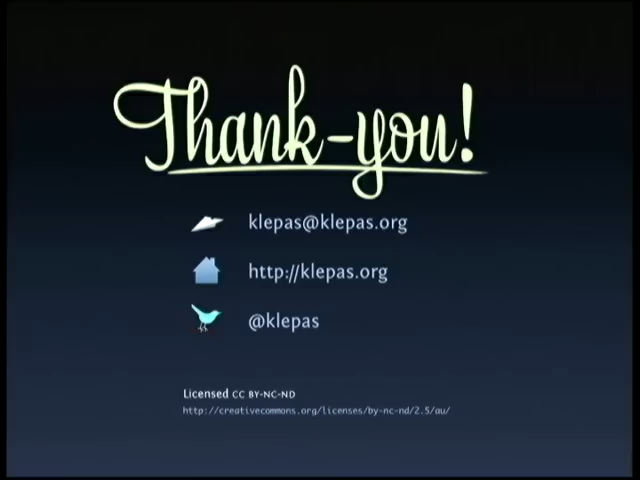 Thank-you!
klepas@klepas.org
http://klepas.org
@klepas
Licensed CC BY-NC-ND
http://creativecommons.org/licenses/by-nc-nd/2.5/au/